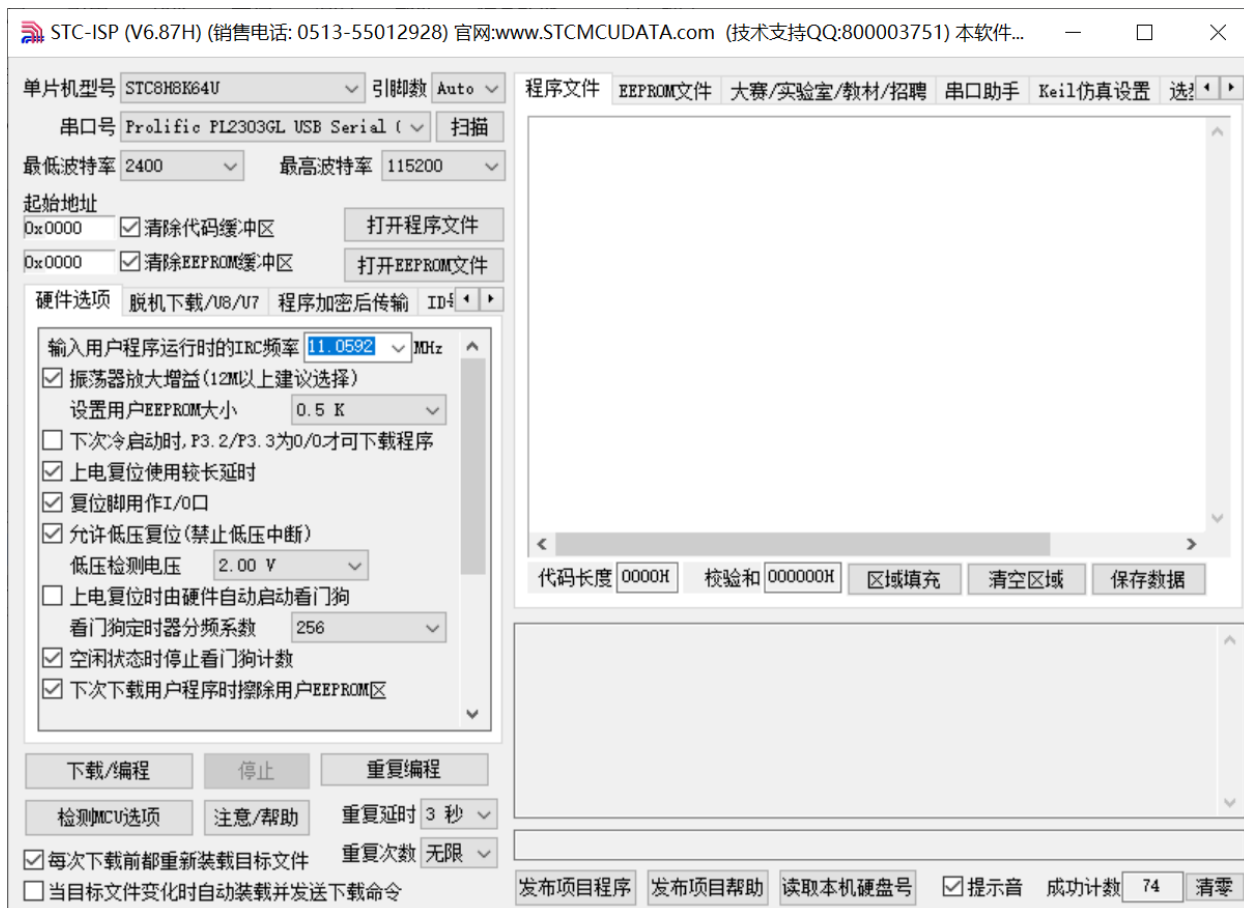 STC-ISP (V6.87H) (销售电话: 0513-55012928) 官网:www.STCMCUDATA.com (技术支持QQ:800003751) 本软件...
单片机型号 STC8H8K64U 引脚数 Auto
串口号 Prolific PL2303GL USB Serial ( 扫描
最低波特率 2400 最高波特率 115200
起始地址
0x0000 清除代码缓冲区 打开程序文件
0x0000 清除EEPROM缓冲区 打开EEPROM文件
硬件选项 脱机下载/U8/U7 程序加密后传输
输入用户程序运行时的IRC频率 11.0592 MHz
振荡器放大增益(12M以上建议选择)
设置用户EEPROM大小 0.5 K
下次冷启动时,P3.2/P3.3为0/0才可下载程序
上电复位使用较长延时
复位脚用作I/O口
允许低压复位(禁止低压中断)
低压检测电压 2.00 V
上电复位时由硬件自动启动看门狗
看门狗定时器分频系数 256
空闲状态时停止看门狗计数
下次下载用户程序时擦除用户EEPROM区
下载/编程 停止 重复编程
检测MCU选项 注意/帮助 重复延时 3 秒
每次下载前都重新装载目标文件 重复次数 无限
当目标文件变化时自动装载并发送下载命令
程序文件 EEPROM文件 大赛/实验室/教材/招聘 串口助手 Keil仿真设置
代码长度 0000H 校验和 000000H 区域填充 清空区域 保存数据
发布项目程序 发布项目帮助 读取本机硬盘号 提示音 成功计数 74 清零